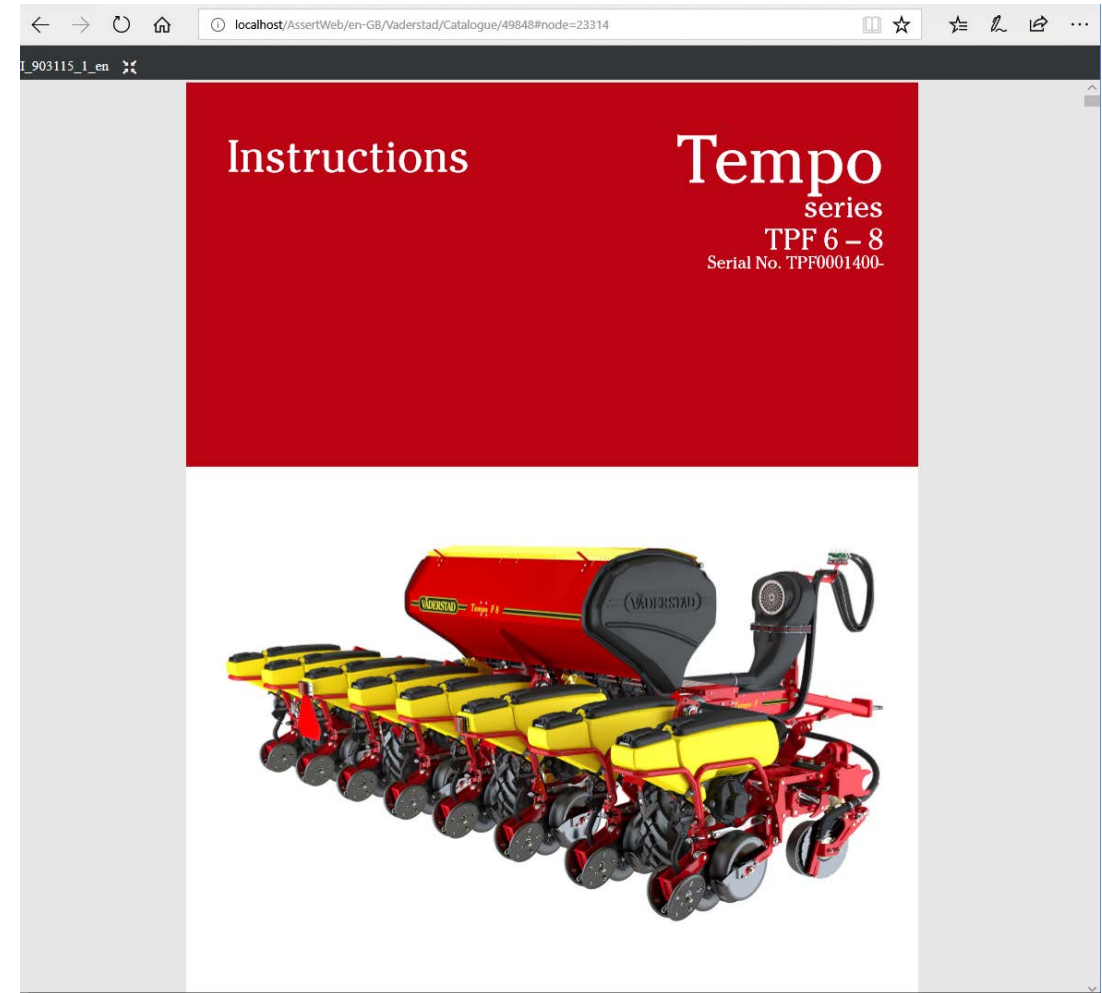 localhost/AssertWeb/en-GB/Vaderstad/Catalogue/49848#node=23314
I_903115_1_en
Instructions
Tempo
series
TPF 6 – 8
Serial No. TPF0001400-
VÄDERSTAD
Tempo F 8
(VÄDERSTAD)
Tempo F